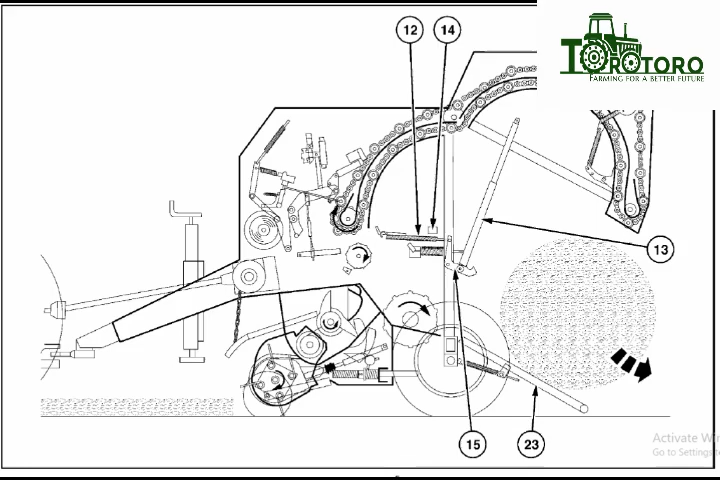 12
14
TOROTORO
FARMING FOR A BETTER FUTURE
13
15
23
Activate Wi
Go to Settings t